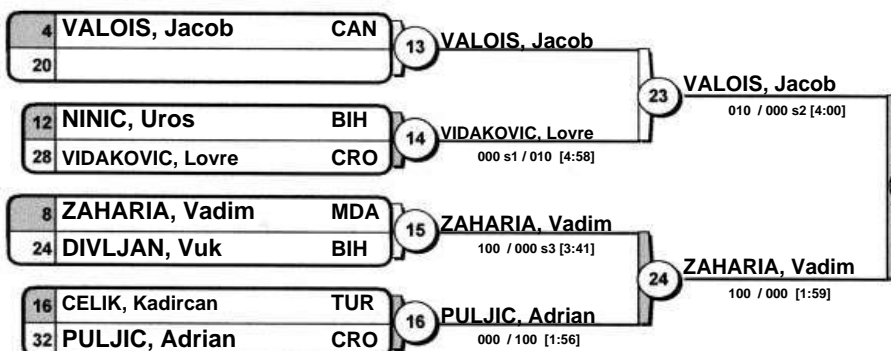 4 VALOIS, Jacob CAN
20
13 VALOIS, Jacob
12 NINIC, Uros BIH
28 VIDAKOVIC, Lovre CRO
14 VIDAKOVIC, Lovre
000 s1 / 010 [4:58]
23 VALOIS, Jacob
010 / 000 s2 [4:00]
8 ZAHARIA, Vadim MDA
24 DIVLJAN, Vuk BIH
15 ZAHARIA, Vadim
100 / 000 s3 [3:41]
16 CELIK, Kadircan TUR
32 PULJIC, Adrian CRO
16 PULJIC, Adrian
000 / 100 [1:56]
24 ZAHARIA, Vadim
100 / 000 [1:59]